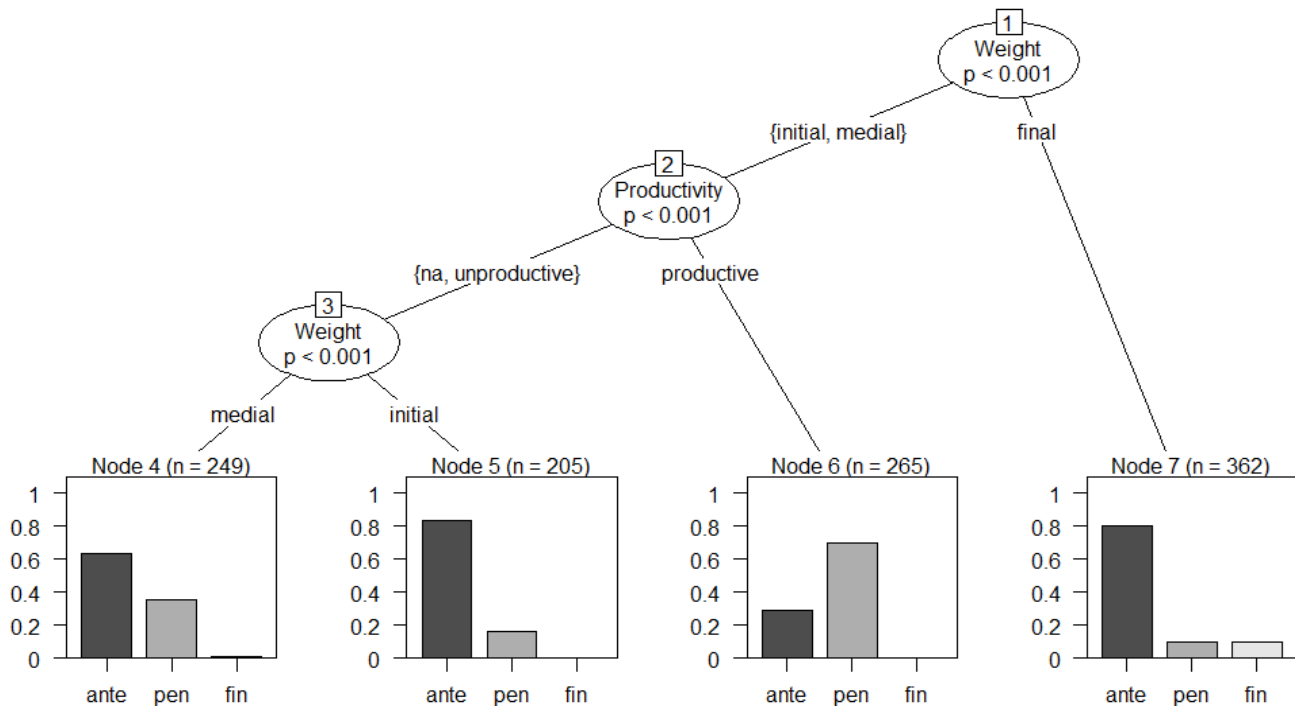 1
Weight
p < 0.001
{initial, medial}
final
2
Productivity
p < 0.001
{na, unproductive}
productive
3
Weight
p < 0.001
medial
initial
Node 4 (n = 249)
1
0.8
0.6
0.4
0.2
0
ante pen fin
Node 5 (n = 205)
1
0.8
0.6
0.4
0.2
0
ante pen fin
Node 6 (n = 265)
1
0.8
0.6
0.4
0.2
0
ante pen fin
Node 7 (n = 362)
1
0.8
0.6
0.4
0.2
0
ante pen fin